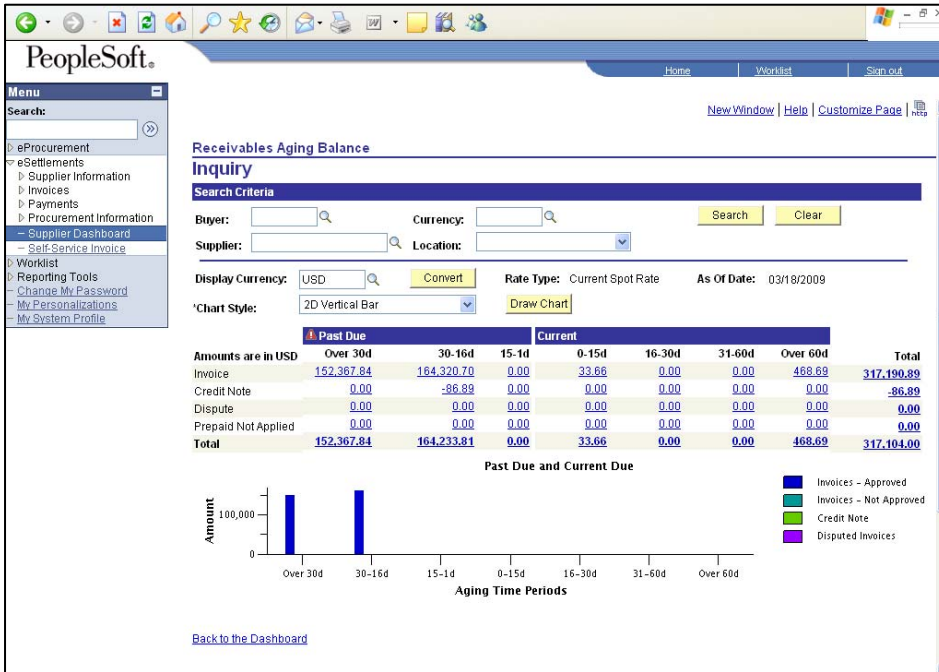 PeopleSoft.
Home | Worklist | Sign out
Menu
Search:
eProcurement
eSettlements
Supplier Information
Invoices
Payments
Procurement Information
– Supplier Dashboard
– Self-Service Invoice
Worklist
Reporting Tools
– Change My Password
– My Personalizations
– My System Profile
New Window | Help | Customize Page | http
Receivables Aging Balance
Inquiry
Search Criteria
Buyer: Currency: Search Clear
Supplier: Location:
Display Currency: USD Convert Rate Type: Current Spot Rate As Of Date: 03/18/2009
*Chart Style: 2D Vertical Bar Draw Chart
Past Due Current
Amounts are in USD Over 30d 30-16d 15-1d 0-15d 16-30d 31-60d Over 60d Total
Invoice 152,367.84 164,320.70 0.00 33.66 0.00 0.00 468.69 317,190.89
Credit Note 0.00 -86.89 0.00 0.00 0.00 0.00 0.00 -86.89
Dispute 0.00 0.00 0.00 0.00 0.00 0.00 0.00 0.00
Prepaid Not Applied 0.00 0.00 0.00 0.00 0.00 0.00 0.00 0.00
Total 152,367.84 164,233.81 0.00 33.66 0.00 0.00 468.69 317,104.00
Past Due and Current Due
Invoices – Approved
Invoices – Not Approved
Credit Note
Disputed Invoices
Amount
100,000
0
Over 30d 30-16d 15-1d 0-15d 16-30d 31-60d Over 60d
Aging Time Periods
Back to the Dashboard